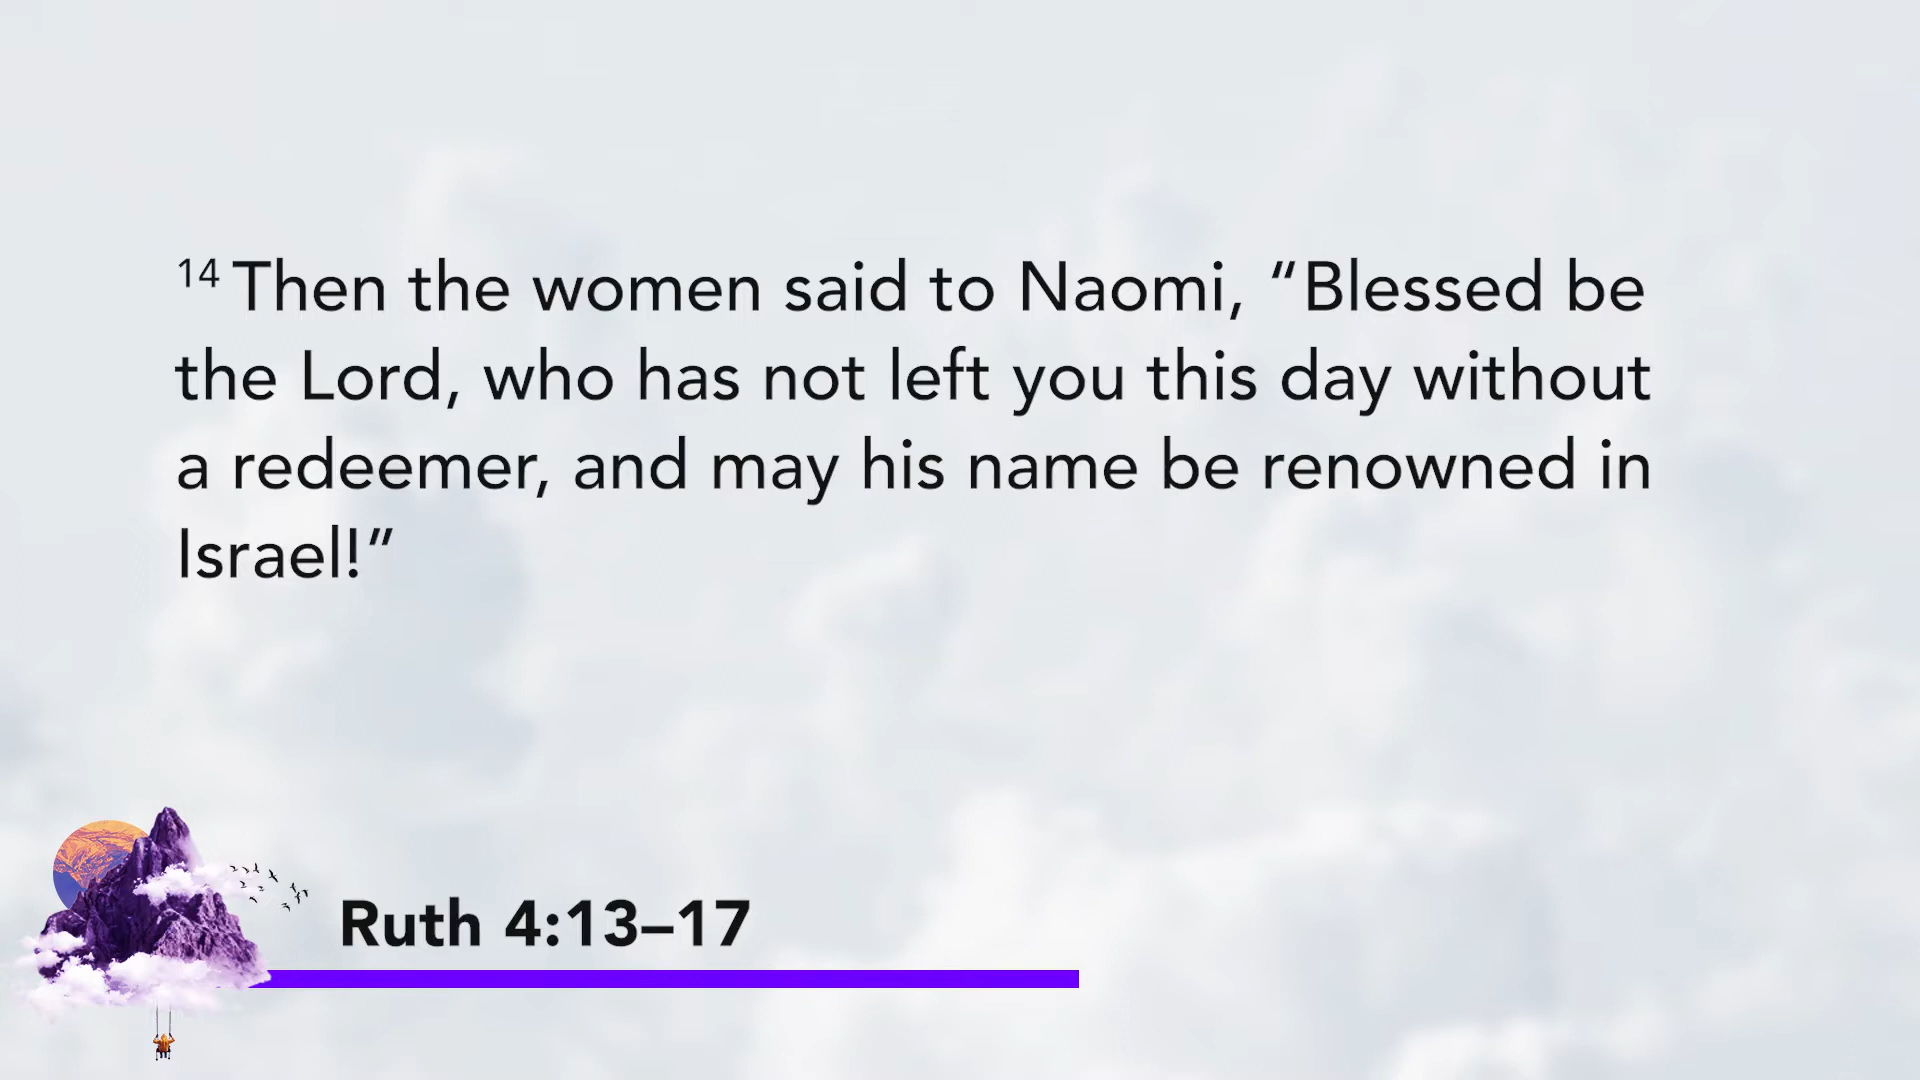 14 Then the women said to Naomi, “Blessed be
the Lord, who has not left you this day without
a redeemer, and may his name be renowned in
Israel!”
Ruth 4:13–17